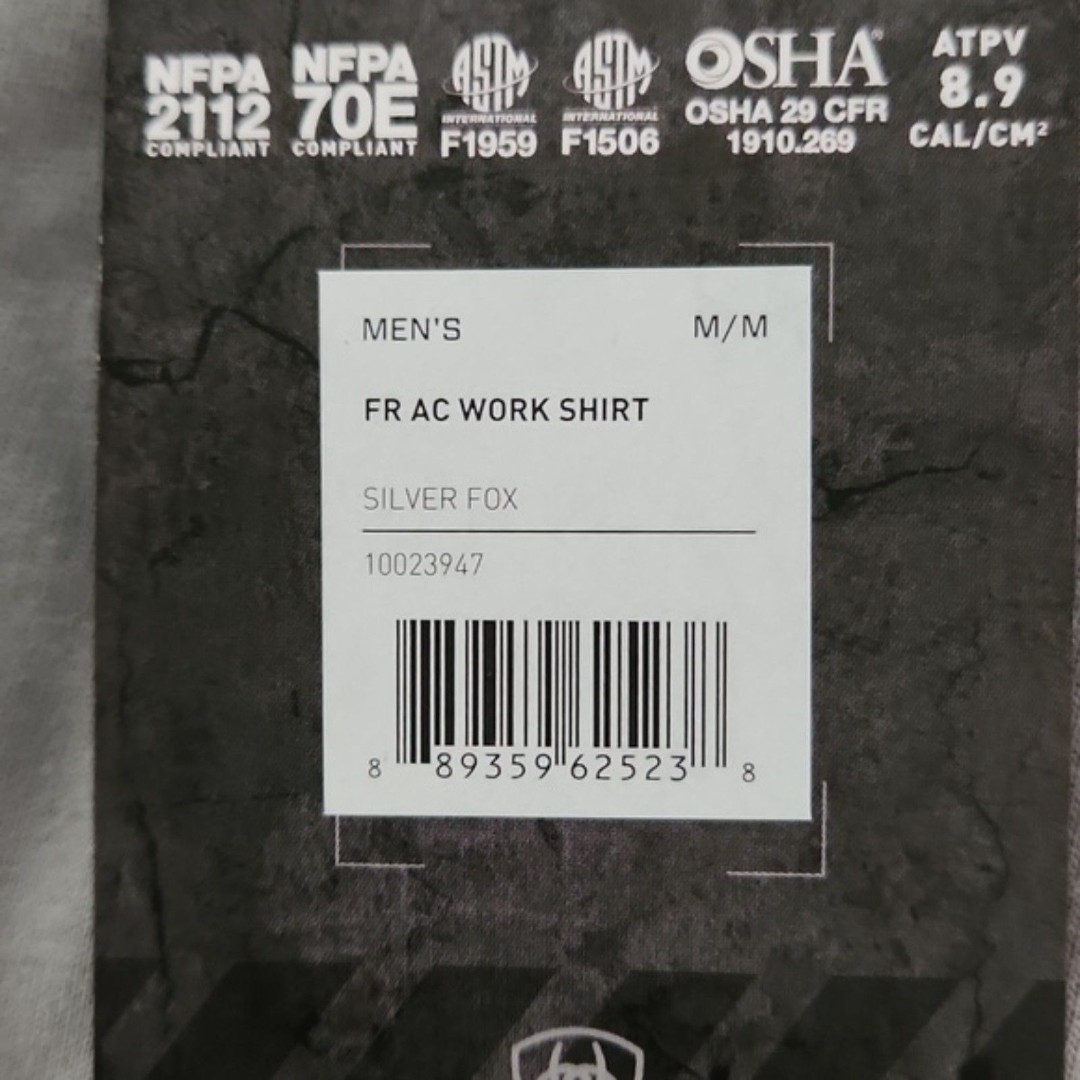 NFPA
2112
COMPLIANT
NFPA
70E
COMPLIANT
ASTM
INTERNATIONAL
F1959
ASTM
INTERNATIONAL
F1506
OSHA®
OSHA 29 CFR
1910.269
ATPV
8.9
CAL/CM²
MEN'S M/M
FR AC WORK SHIRT
SILVER FOX
10023947
8 89359 62523 8